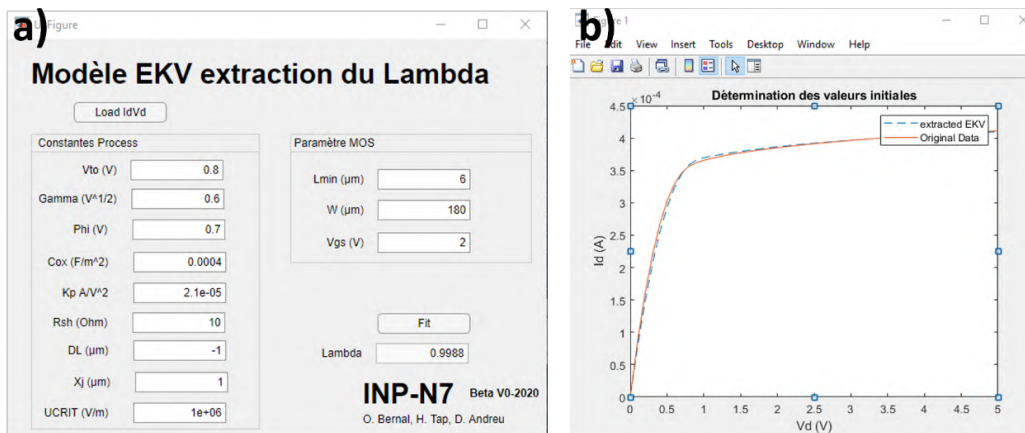 a)
Figure
Modèle EKV extraction du Lambda
Load IdVd
Constantes Process
Vto (V) 0.8
Gamma (V^1/2) 0.6
Phi (V) 0.7
Cox (F/m^2) 0.0004
Kp A/V^2 2.1e-05
Rsh (Ohm) 10
DL (µm) -1
Xj (µm) 1
UCRIT (V/m) 1e+06
Paramètre MOS
Lmin (µm) 6
W (µm) 180
Vgs (V) 2
Fit
Lambda 0.9988
INP-N7 Beta V0-2020
O. Bernal, H. Tap, D. Andreu
b)
Figure 1
File Edit View Insert Tools Desktop Window Help
Détermination des valeurs initiales
×10-4
extracted EKV
Original Data
4.5
4
3.5
3
2.5
2
1.5
1
0.5
0
Id (A)
0 0.5 1 1.5 2 2.5 3 3.5 4 4.5 5
Vd (V)